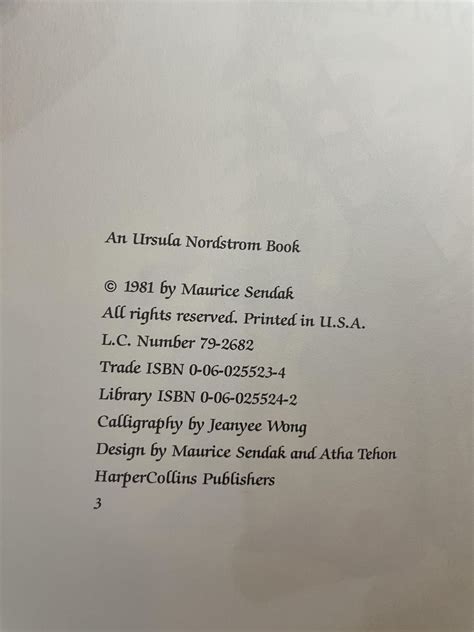 An Ursula Nordstrom Book
© 1981 by Maurice Sendak
All rights reserved. Printed in U.S.A.
L.C. Number 79-2682
Trade ISBN 0-06-025523-4
Library ISBN 0-06-025524-2
Calligraphy by Jeanyee Wong
Design by Maurice Sendak and Atha Tehon
HarperCollins Publishers
3